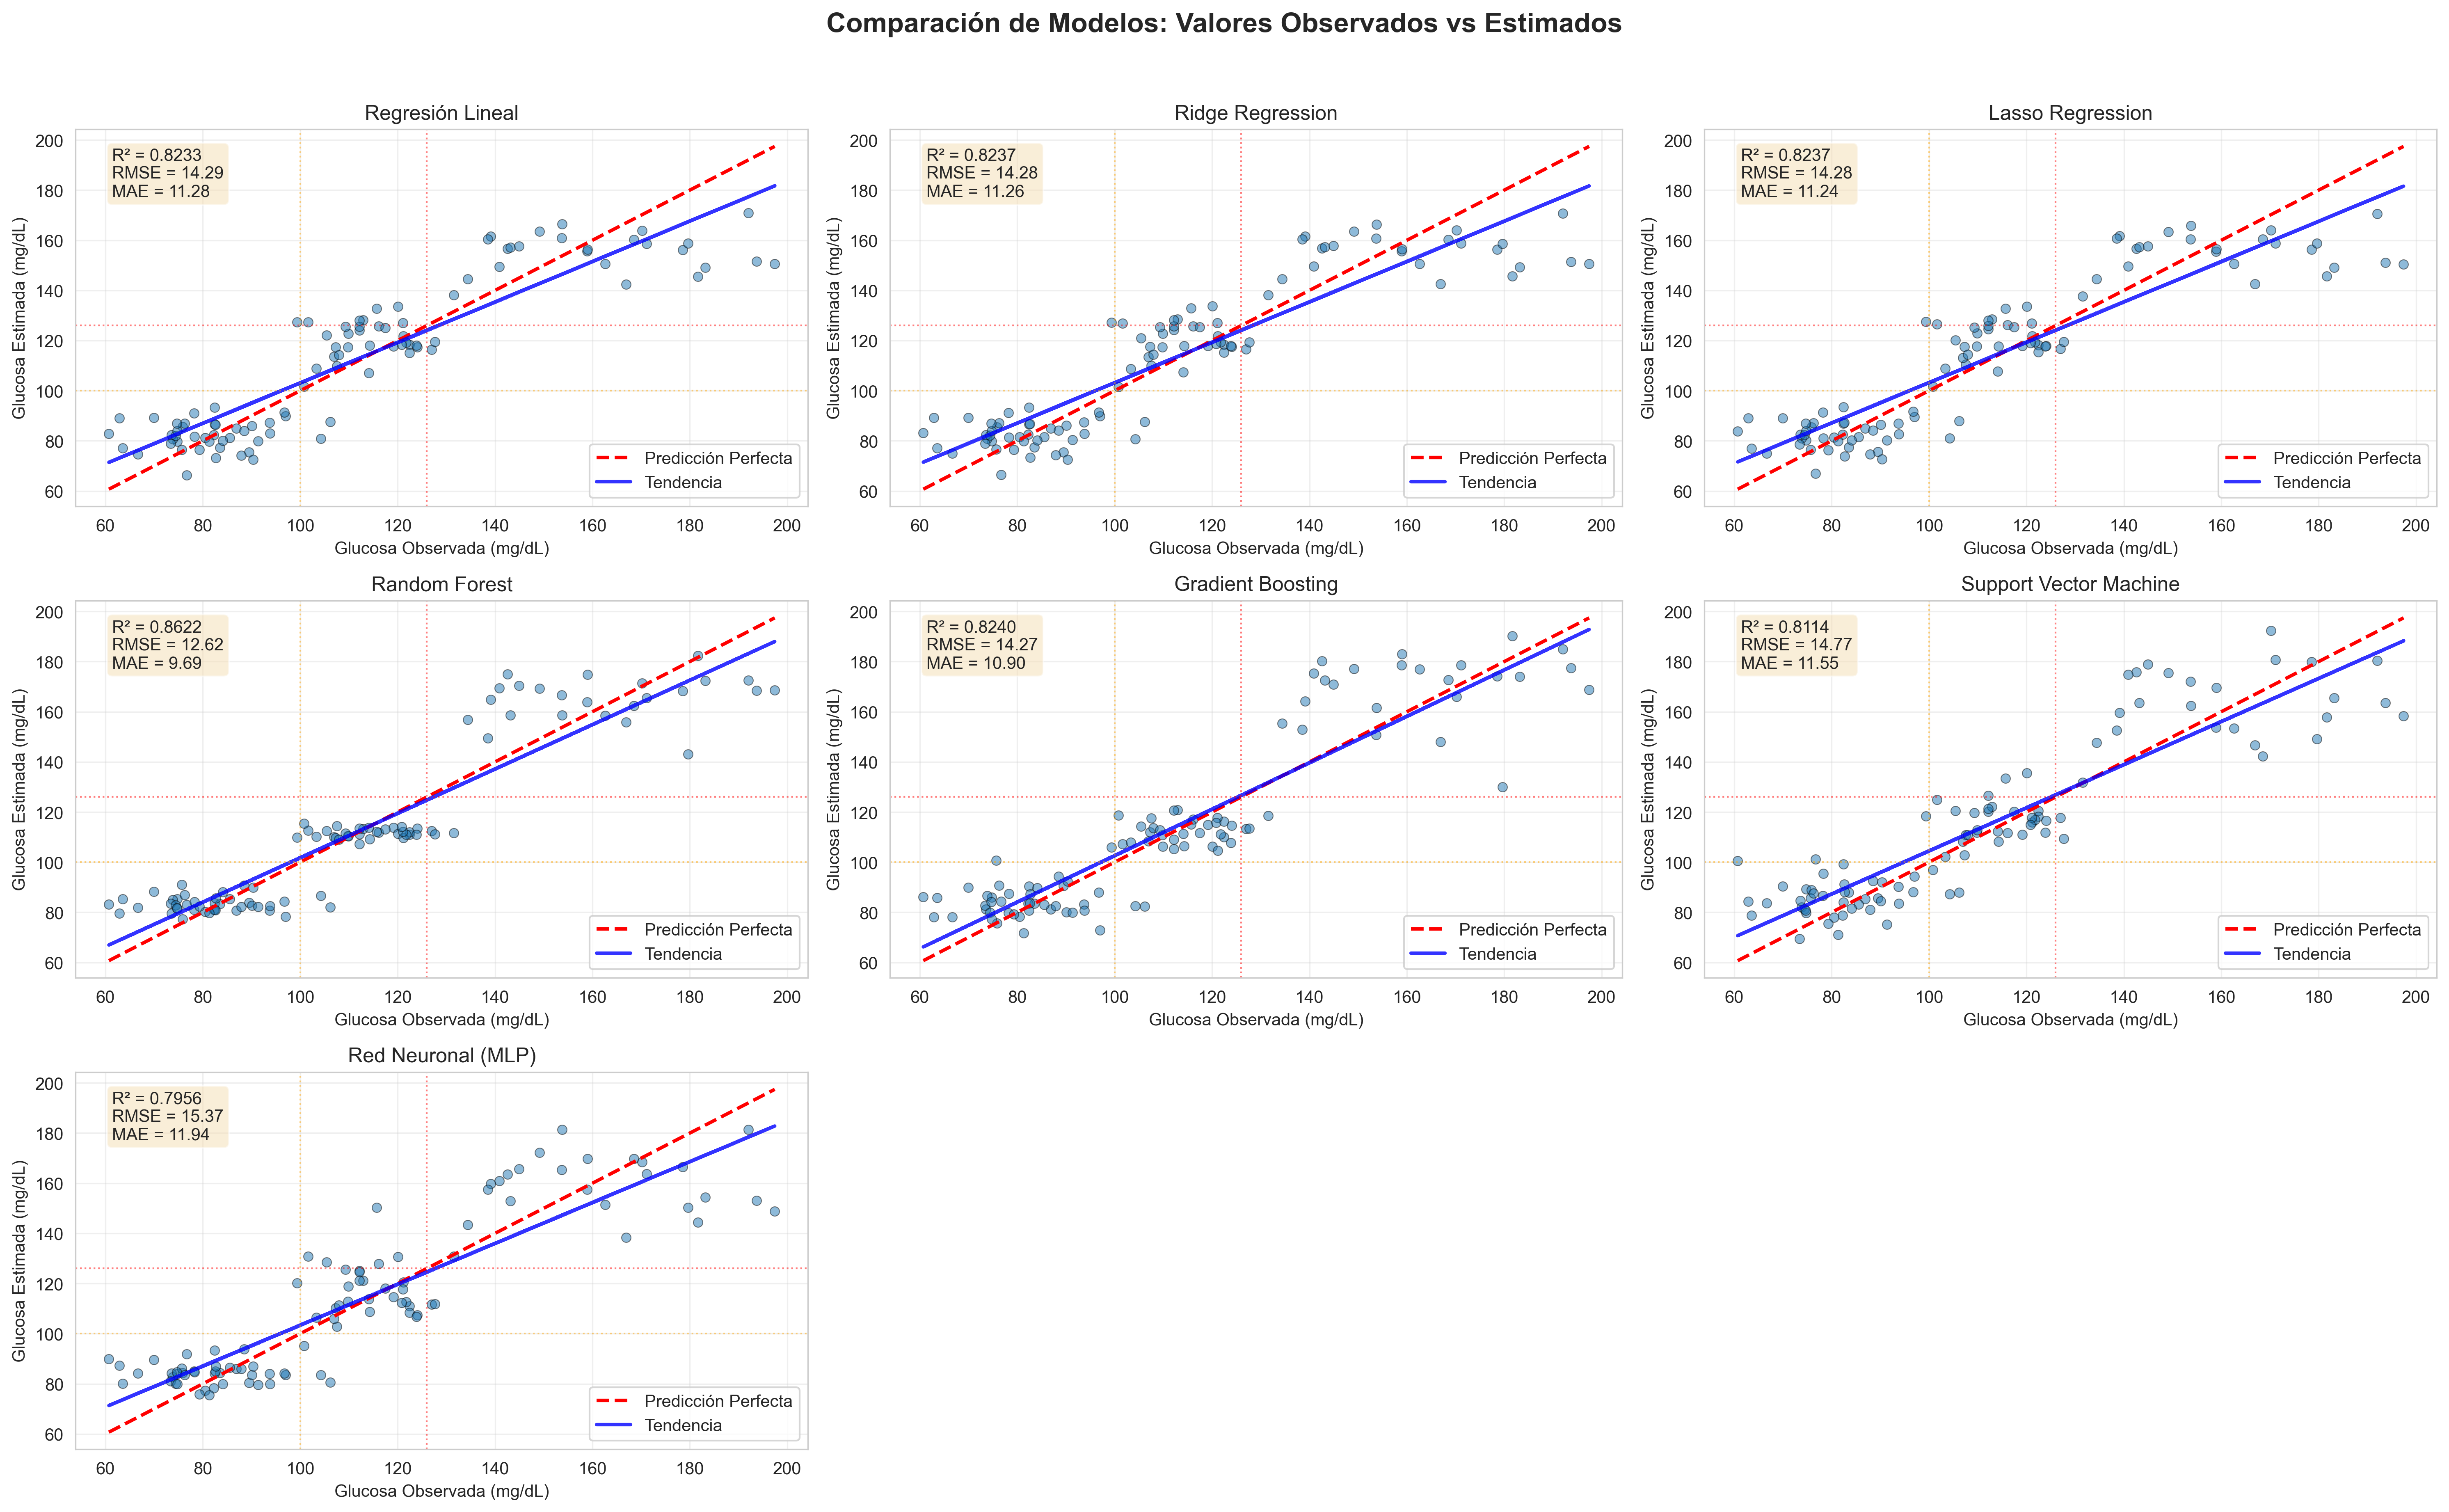 Comparación de Modelos: Valores Observados vs Estimados
Regresión Lineal
R² = 0.8233
RMSE = 14.29
MAE = 11.28
200
180
160
140
120
100
80
60
Glucosa Estimada (mg/dL)
Predicción Perfecta
Tendencia
60 80 100 120 140 160 180 200
Glucosa Observada (mg/dL)
Ridge Regression
R² = 0.8237
RMSE = 14.28
MAE = 11.26
200
180
160
140
120
100
80
60
Glucosa Estimada (mg/dL)
Predicción Perfecta
Tendencia
60 80 100 120 140 160 180 200
Glucosa Observada (mg/dL)
Lasso Regression
R² = 0.8237
RMSE = 14.28
MAE = 11.24
200
180
160
140
120
100
80
60
Glucosa Estimada (mg/dL)
Predicción Perfecta
Tendencia
60 80 100 120 140 160 180 200
Glucosa Observada (mg/dL)
Random Forest
R² = 0.8622
RMSE = 12.62
MAE = 9.69
200
180
160
140
120
100
80
60
Glucosa Estimada (mg/dL)
Predicción Perfecta
Tendencia
60 80 100 120 140 160 180 200
Glucosa Observada (mg/dL)
Gradient Boosting
R² = 0.8240
RMSE = 14.27
MAE = 10.90
200
180
160
140
120
100
80
60
Glucosa Estimada (mg/dL)
Predicción Perfecta
Tendencia
60 80 100 120 140 160 180 200
Glucosa Observada (mg/dL)
Support Vector Machine
R² = 0.8114
RMSE = 14.77
MAE = 11.55
200
180
160
140
120
100
80
60
Glucosa Estimada (mg/dL)
Predicción Perfecta
Tendencia
60 80 100 120 140 160 180 200
Glucosa Observada (mg/dL)
Red Neuronal (MLP)
R² = 0.7956
RMSE = 15.37
MAE = 11.94
200
180
160
140
120
100
80
60
Glucosa Estimada (mg/dL)
Predicción Perfecta
Tendencia
60 80 100 120 140 160 180 200
Glucosa Observada (mg/dL)